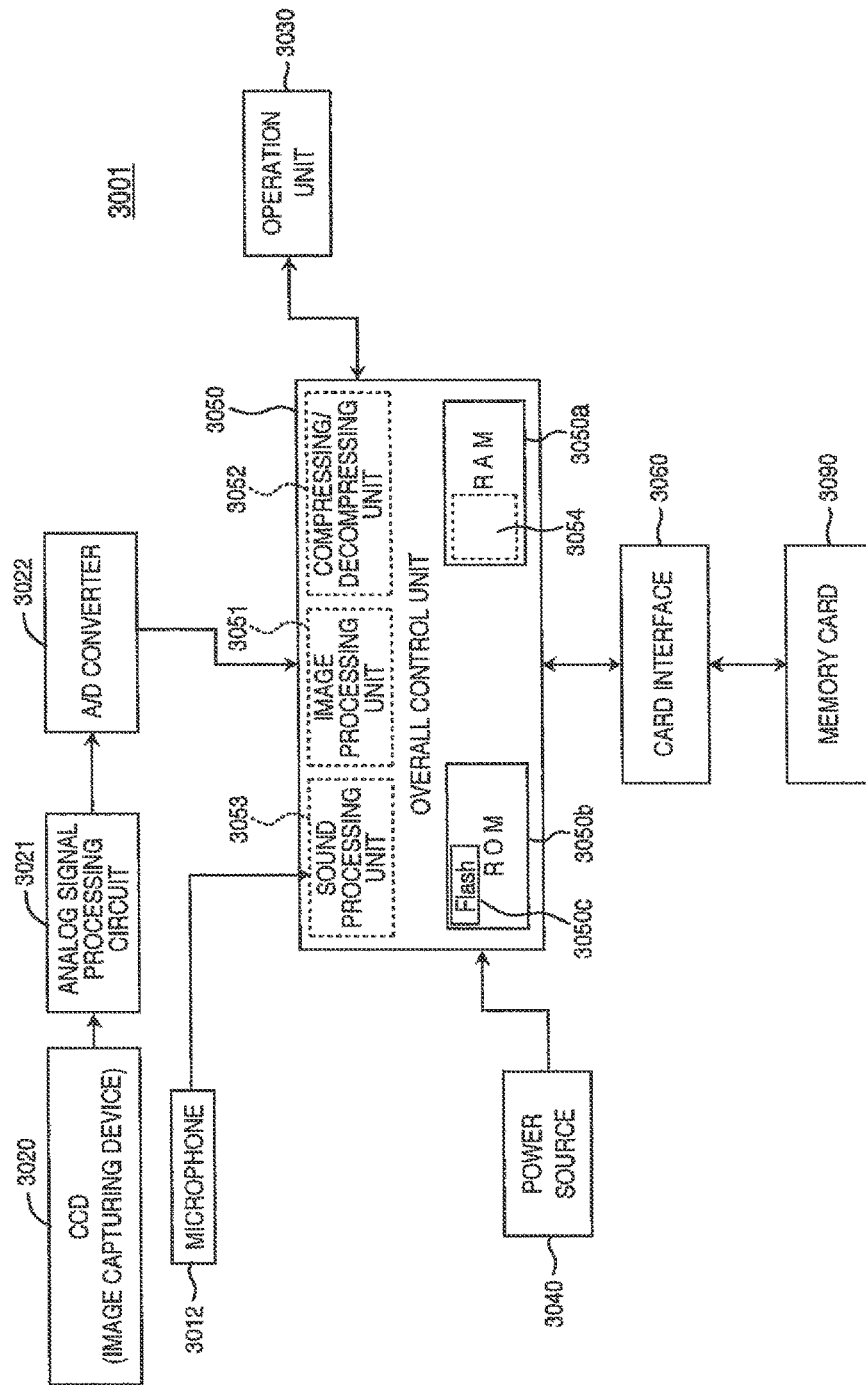 3001
3020
CCD
(IMAGE CAPTURING DEVICE)
3021
ANALOG SIGNAL
PROCESSING
CIRCUIT
3022
A/D CONVERTER
3012
MICROPHONE
3030
OPERATION
UNIT
3050
3053
SOUND
PROCESSING
UNIT
3051
IMAGE
PROCESSING
UNIT
3052
COMPRESSING/
DECOMPRESSING
UNIT
OVERALL CONTROL UNIT
Flash
ROM
3050c
3050b
RAM
3054
3050a
POWER
SOURCE
3040
CARD INTERFACE
3060
MEMORY CARD
3090